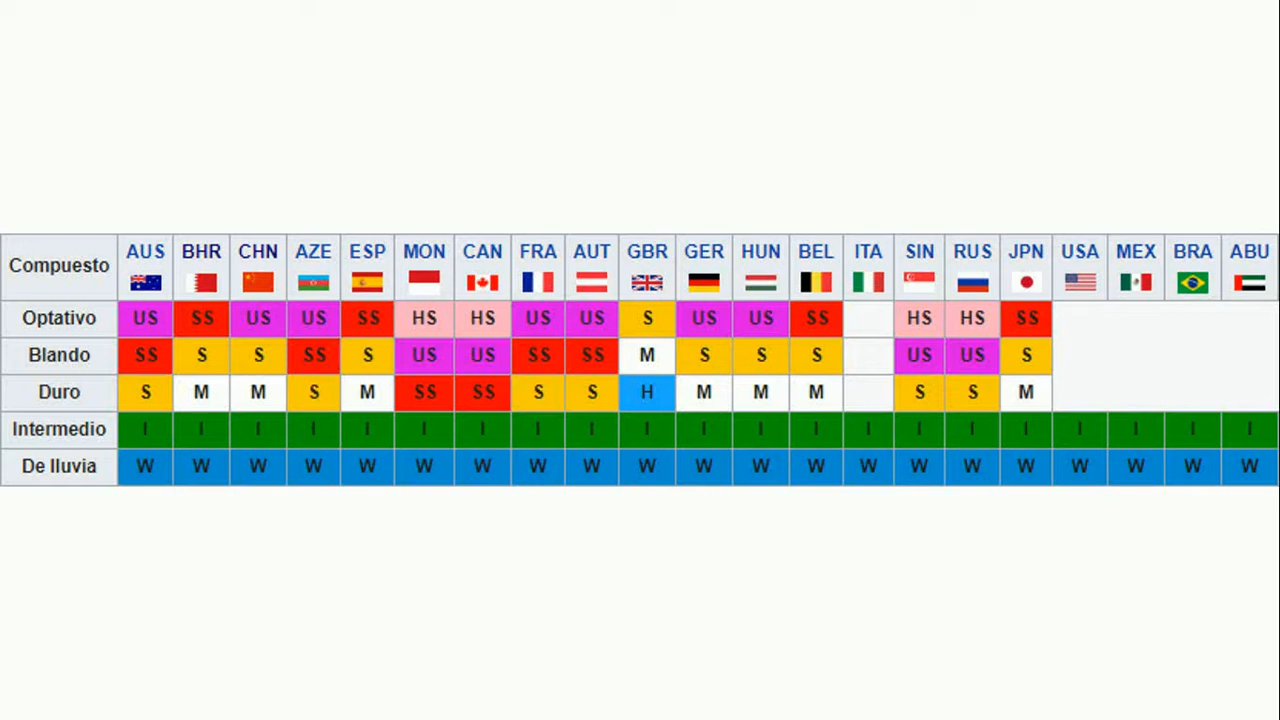 Compuesto AUS BHR CHN AZE ESP MON CAN FRA AUT GBR GER HUN BEL ITA SIN RUS JPN USA MEX BRA ABU
Optativo US SS US US SS HS HS US US S US US SS HS HS SS
Blando SS S S SS S US US SS SS M S S S US US S
Duro S M M S M SS SS S S H M M M S S M
Intermedio I I I I I I I I I I I I I I I I I I I I I
De lluvia W W W W W W W W W W W W W W W W W W W W W